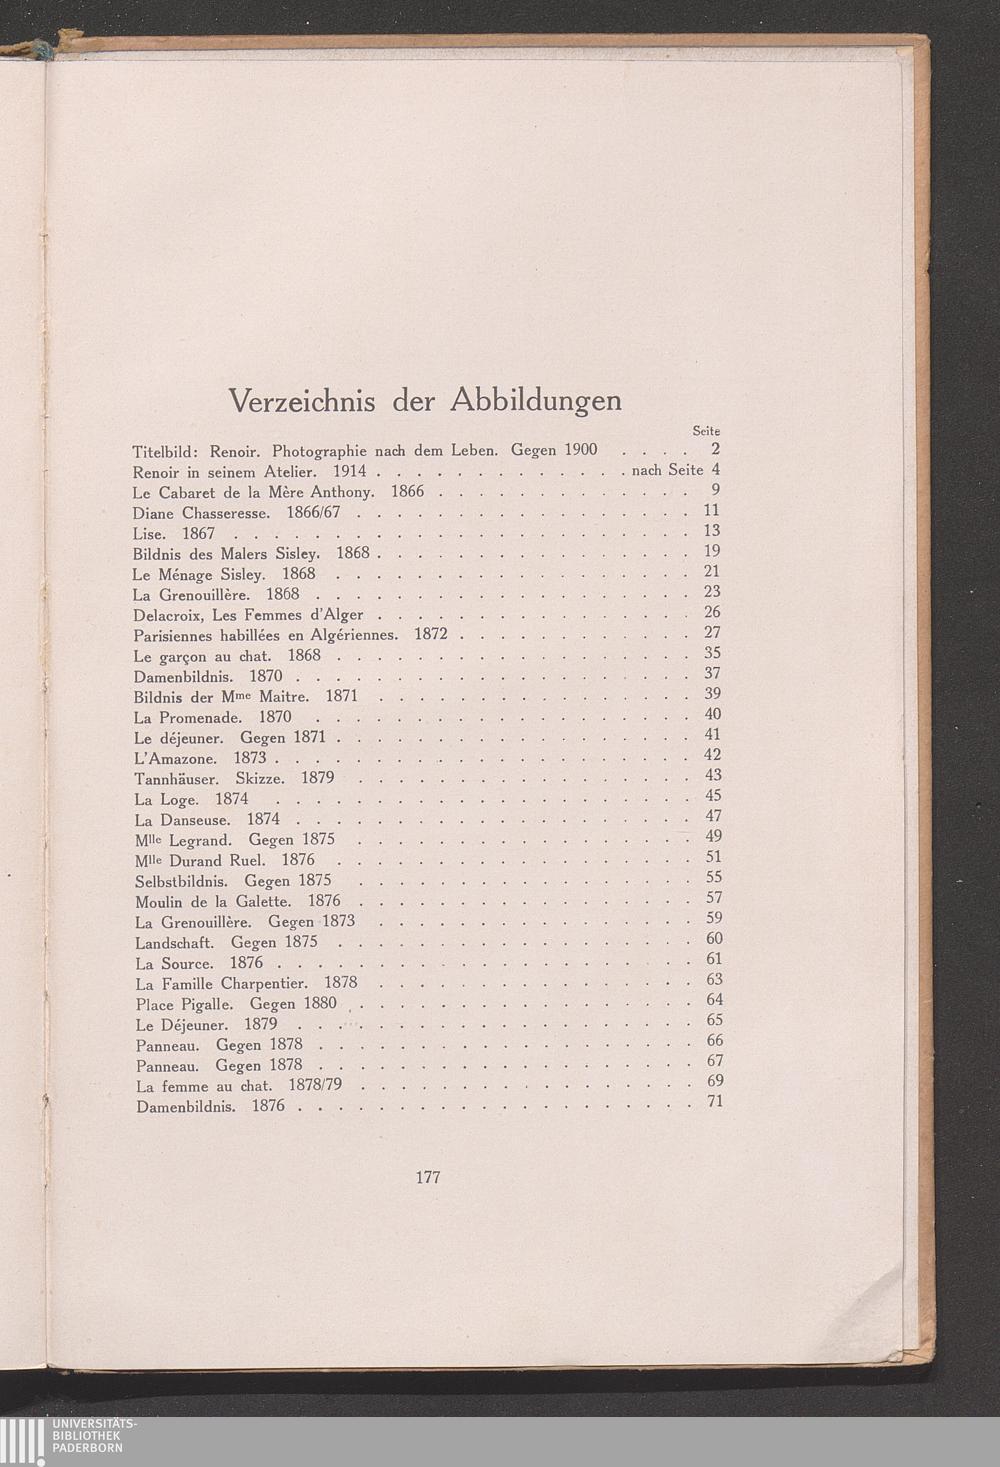 Verzeichnis der Abbildungen
Seite
Titelbild: Renoir. Photographie nach dem Leben. Gegen 1900 . . . . 2
Renoir in seinem Atelier. 1914 . . . . . . . . . . . . . nach Seite 4
Le Cabaret de la Mère Anthony. 1866 . . . . . . . . . . . . . 9
Diane Chasseresse. 1866/67 . . . . . . . . . . . . . . . . . 11
Lise. 1867 . . . . . . . . . . . . . . . . . . . . . . . 13
Bildnis des Malers Sisley. 1868 . . . . . . . . . . . . . . . . 19
Le Ménage Sisley. 1868 . . . . . . . . . . . . . . . . . . 21
La Grenouillère. 1868 . . . . . . . . . . . . . . . . . . . 23
Delacroix, Les Femmes d'Alger . . . . . . . . . . . . . . . . 26
Parisiennes habillées en Algériennes. 1872 . . . . . . . . . . . . 27
Le garçon au chat. 1868 . . . . . . . . . . . . . . . . . . 35
Damenbildnis. 1870 . . . . . . . . . . . . . . . . . . . . 37
Bildnis der Mme Maitre. 1871 . . . . . . . . . . . . . . . . 39
La Promenade. 1870 . . . . . . . . . . . . . . . . . . . 40
Le déjeuner. Gegen 1871 . . . . . . . . . . . . . . . . . . 41
L'Amazone. 1873 . . . . . . . . . . . . . . . . . . . . . 42
Tannhäuser. Skizze. 1879 . . . . . . . . . . . . . . . . . 43
La Loge. 1874 . . . . . . . . . . . . . . . . . . . . . 45
La Danseuse. 1874 . . . . . . . . . . . . . . . . . . . . 47
Mlle Legrand. Gegen 1875 . . . . . . . . . . . . . . . . . 49
Mlle Durand Ruel. 1876 . . . . . . . . . . . . . . . . . . 51
Selbstbildnis. Gegen 1875 . . . . . . . . . . . . . . . . . 55
Moulin de la Galette. 1876 . . . . . . . . . . . . . . . . . 57
La Grenouillère. Gegen 1873 . . . . . . . . . . . . . . . . 59
Landschaft. Gegen 1875 . . . . . . . . . . . . . . . . . . 60
La Source. 1876 . . . . . . . . . . . . . . . . . . . . . 61
La Famille Charpentier. 1878 . . . . . . . . . . . . . . . . 63
Place Pigalle. Gegen 1880 . . . . . . . . . . . . . . . . . 64
Le Déjeuner. 1879 . . . . . . . . . . . . . . . . . . . . 65
Panneau. Gegen 1878 . . . . . . . . . . . . . . . . . . . 66
Panneau. Gegen 1878 . . . . . . . . . . . . . . . . . . . 67
La femme au chat. 1878/79 . . . . . . . . . . . . . . . . . 69
Damenbildnis. 1876 . . . . . . . . . . . . . . . . . . . . 71
177
UNIVERSITÄTS-
BIBLIOTHEK
PADERBORN